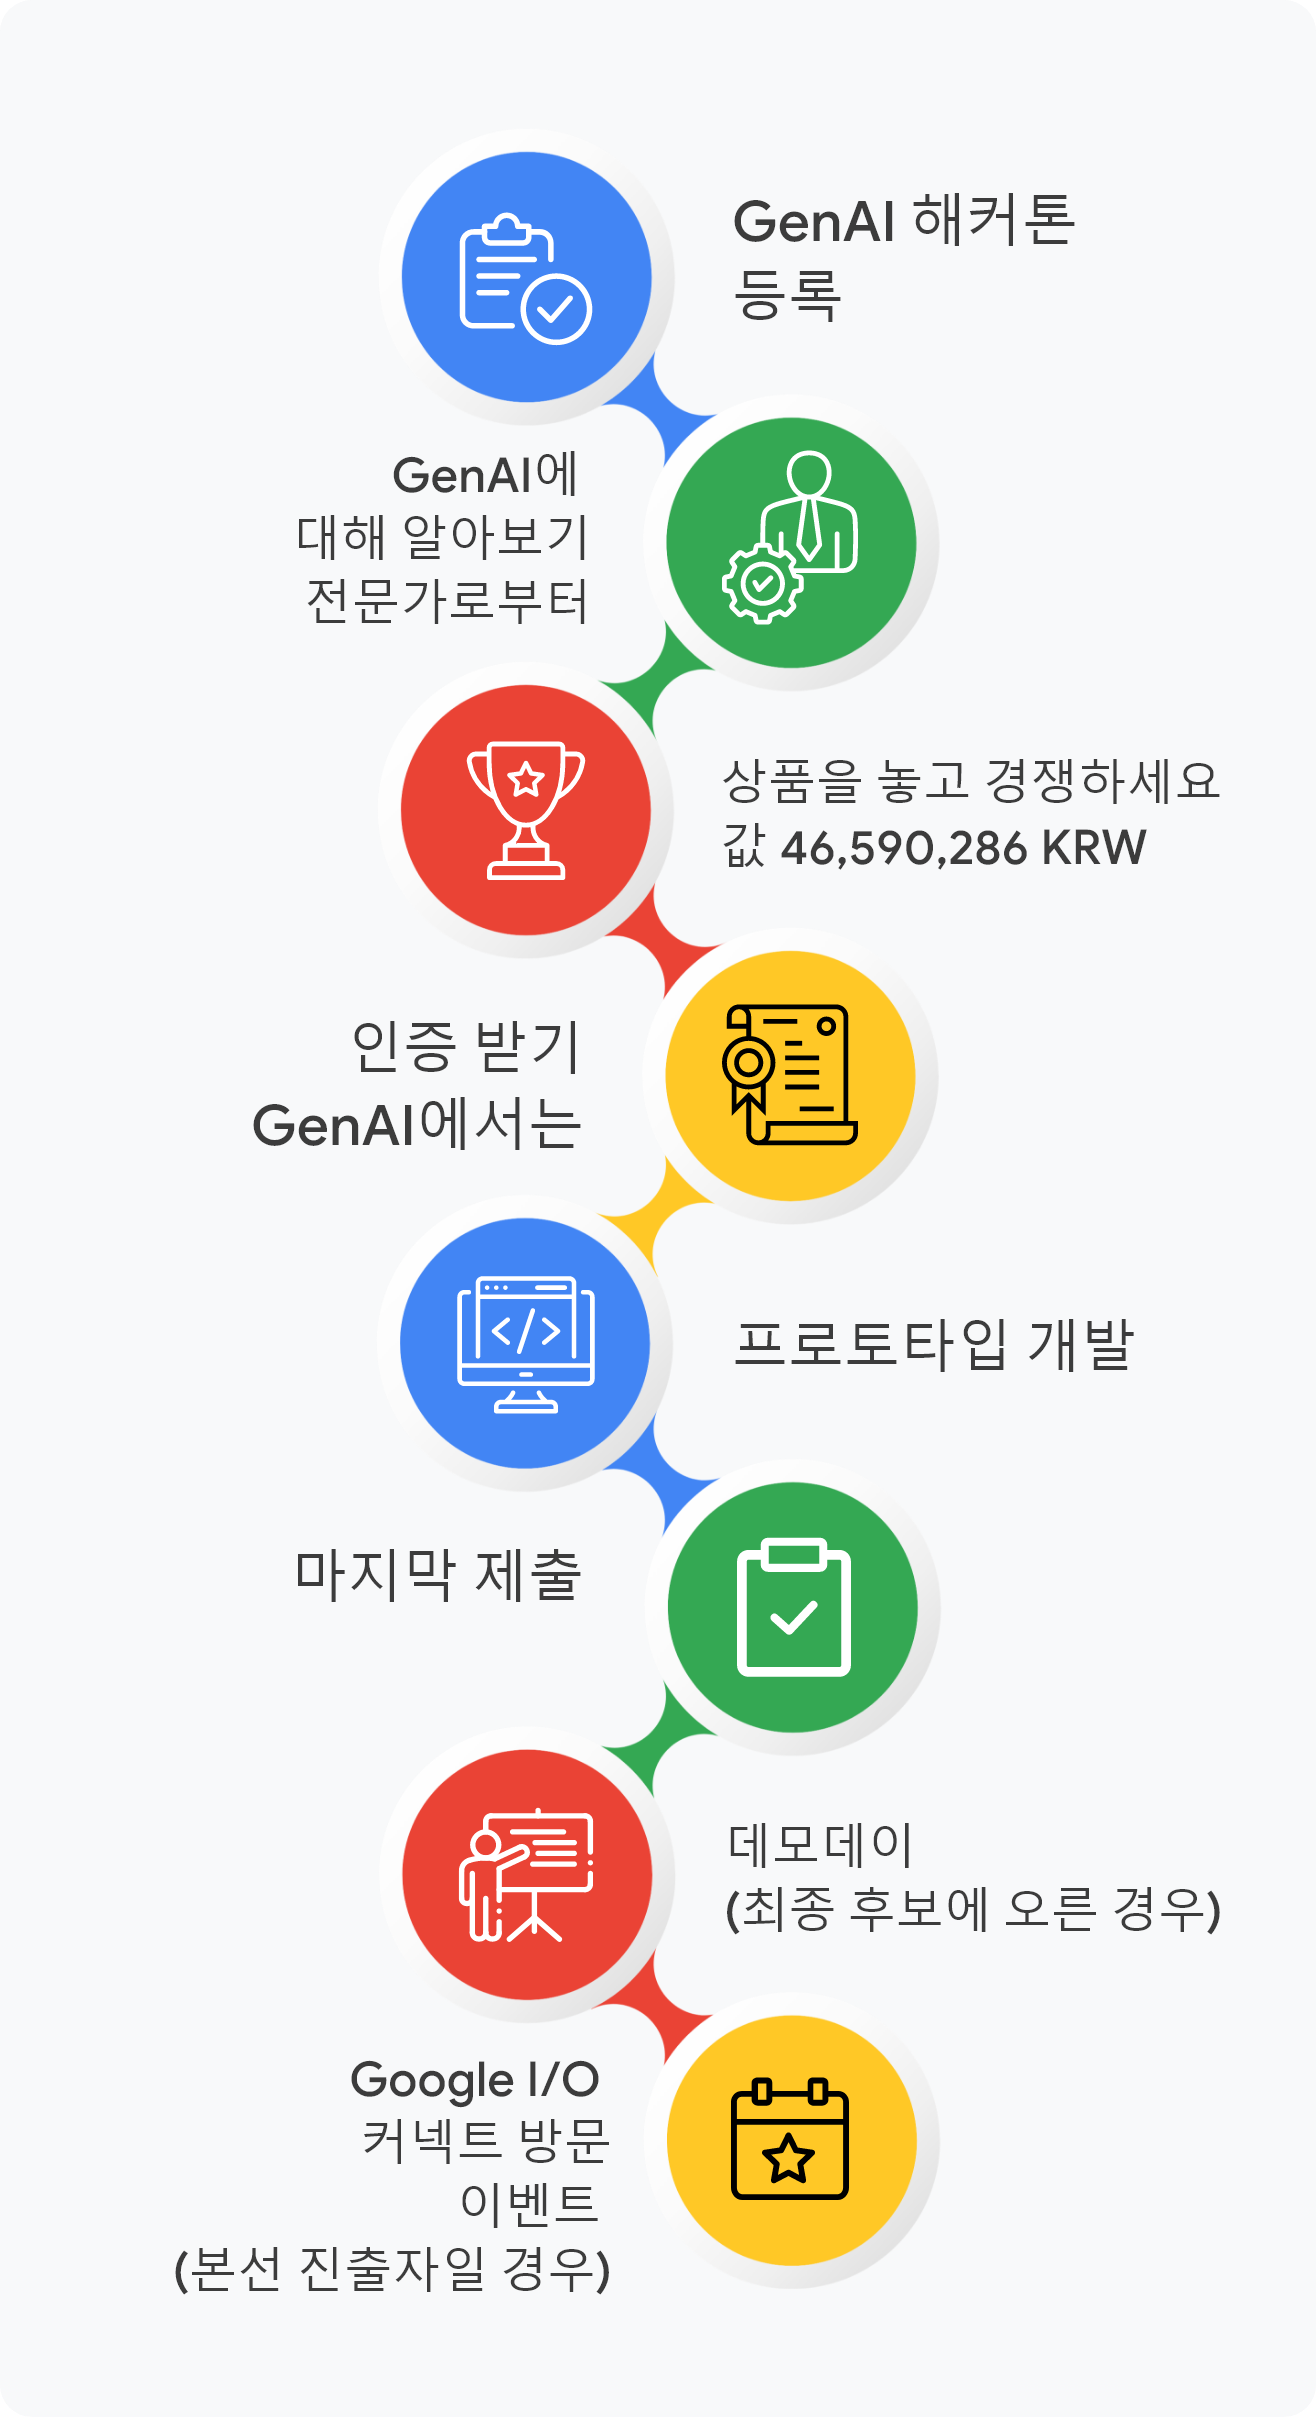 GenAI 해커톤
등록
GenAI에
대해 알아보기
전문가로부터
상품을 놓고 경쟁하세요
값 46,590,286 KRW
인증 받기
GenAI에서는
프로토타입 개발
마지막 제출
데모데이
(최종 후보에 오른 경우)
Google I/O
커넥트 방문
이벤트
(본선 진출자일 경우)